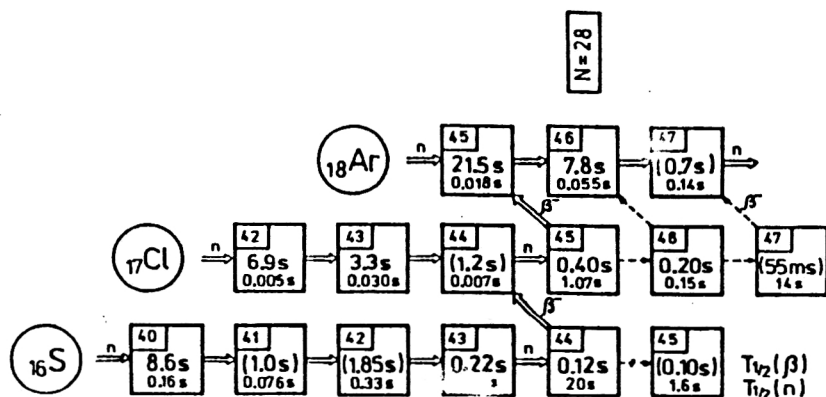 N = 28
45 46 47
₁₈Ar n 21.5s 7.8s (0.7s) n
0.018s 0.055s 0.14s
β⁻ β⁻
42 43 44 45 46 47
₁₇Cl n 6.9s 3.3s (1.2s) n 0.40s 0.20s (55ms)
0.005s 0.030s 0.007s 1.07s 0.15s 14s
β⁻
40 41 42 43 44 45
₁₆S n 8.6s (1.0s) (1.85s) 0.22s n 0.12s (0.10s) T₁/₂(β)
0.16s 0.076s 0.33s s 20s 1.6s T₁/₂(n)